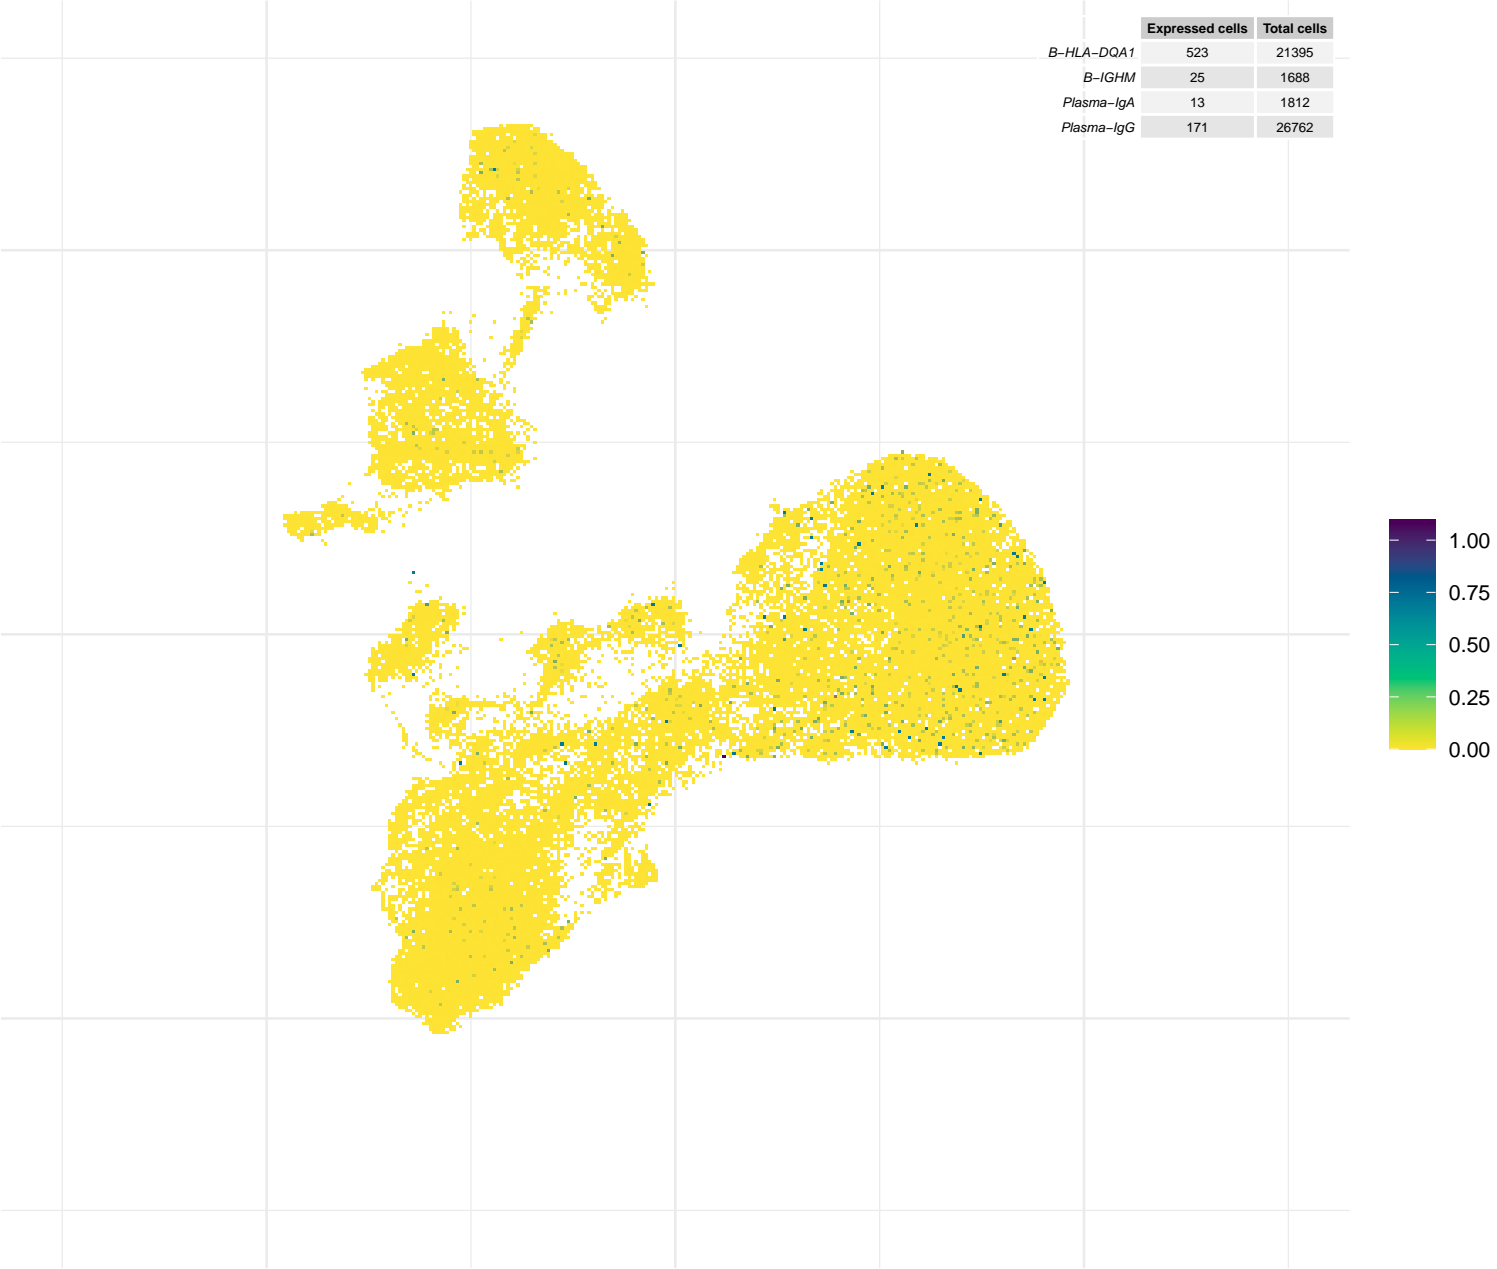 Expressed cells Total cells
B−HLA−DQA1 523 21395
B−IGHM 25 1688
Plasma−IgA 13 1812
Plasma−IgG 171 26762
1.00
0.75
0.50
0.25
0.00